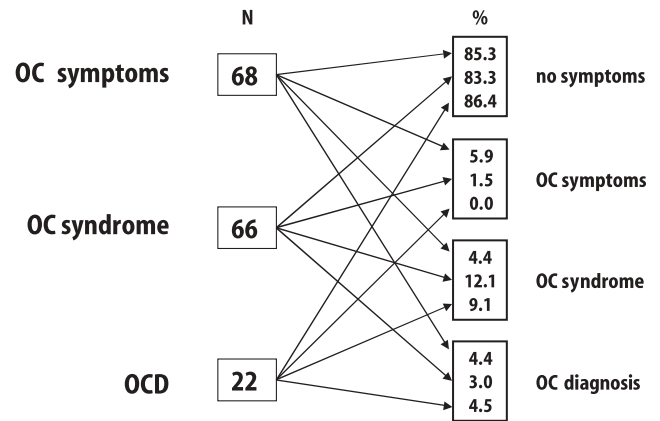 N %
OC symptoms 68 85.3 no symptoms
83.3
86.4
5.9
1.5 OC symptoms
0.0
OC syndrome 66
4.4
12.1 OC syndrome
9.1
OCD 22 4.4
3.0 OC diagnosis
4.5